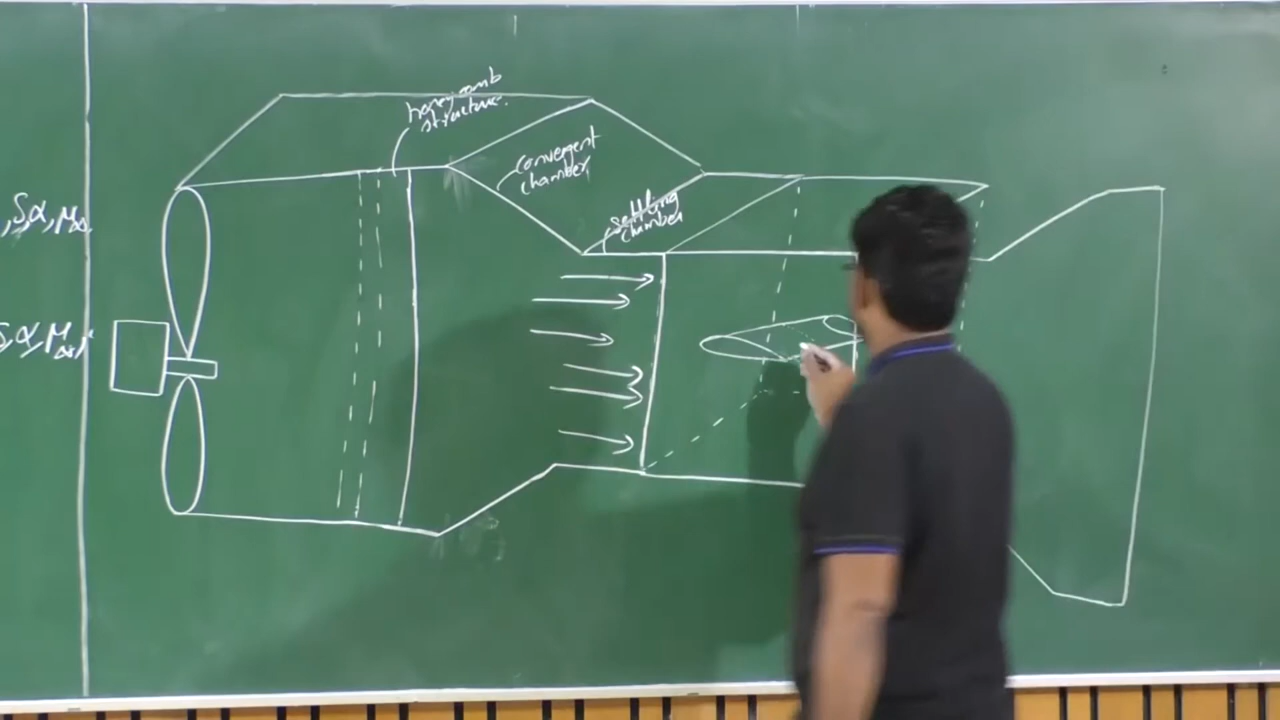 honeycomb
structure.
convergent
chamber,
settling
chamber
,S,α,μ∞,
S,α,μ∞,